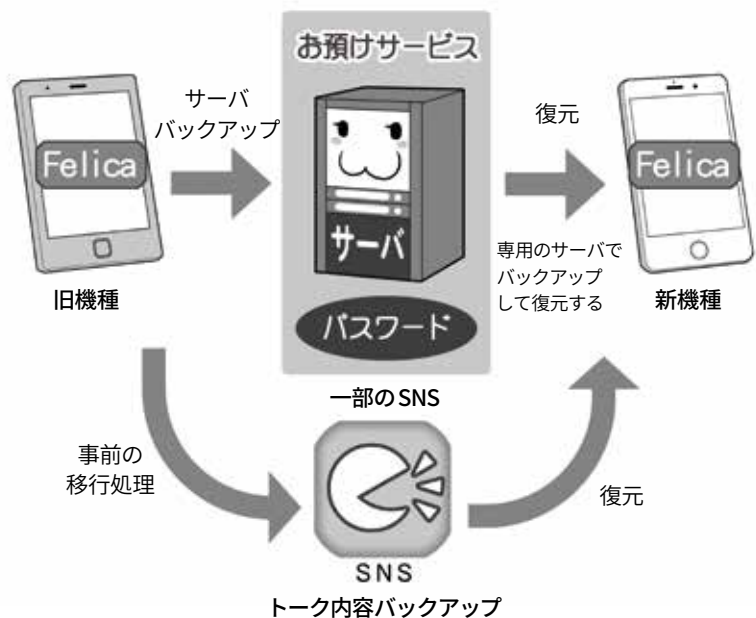 お預けサービス
サーバ
バックアップ
復元
Felica
Felica
サーバ
専用のサーバで
バックアップ
して復元する
旧機種
新機種
パスワード
一部のSNS
事前の
移行処理
復元
SNS
トーク内容バックアップ